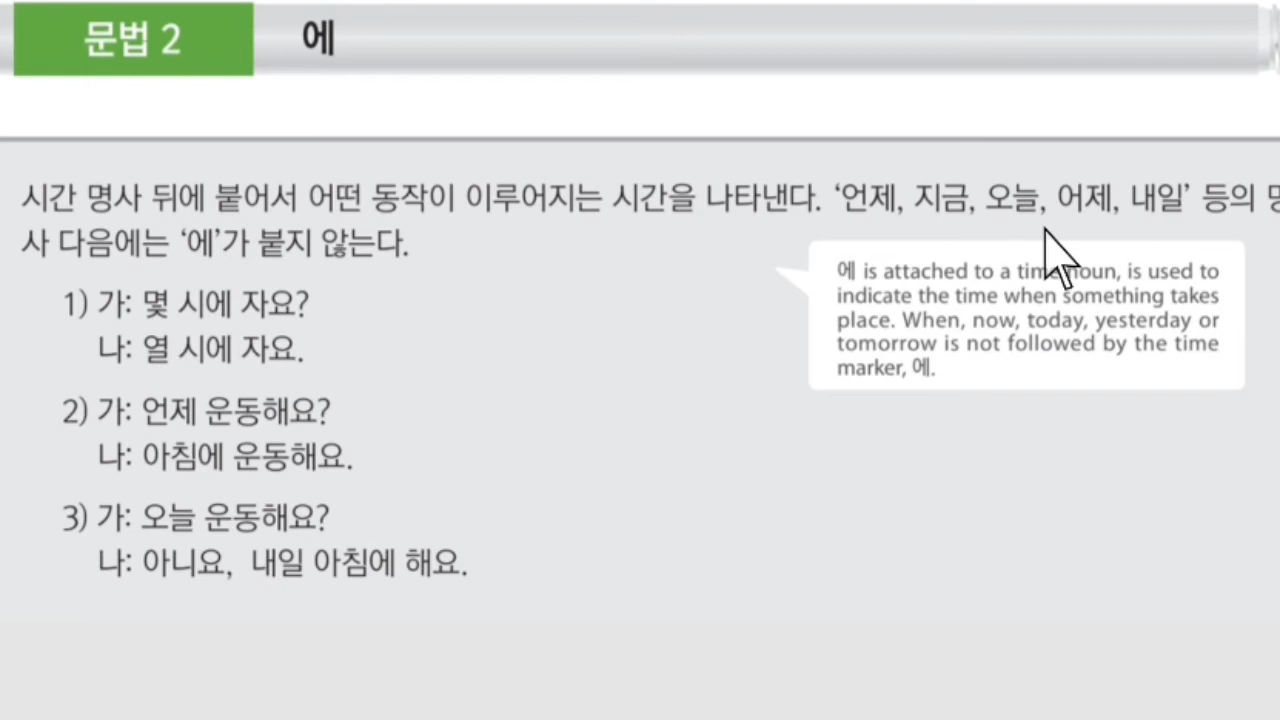 문법 2
에
시간 명사 뒤에 붙어서 어떤 동작이 이루어지는 시간을 나타낸다. ‘언제, 지금, 오늘, 어제, 내일’ 등의 명
사 다음에는 ‘에’가 붙지 않는다.
에 is attached to a time noun, is used to
indicate the time when something takes
place. When, now, today, yesterday or
tomorrow is not followed by the time
marker, 에.
1) 가: 몇 시에 자요?
나: 열 시에 자요.
2) 가: 언제 운동해요?
나: 아침에 운동해요.
3) 가: 오늘 운동해요?
나: 아니요, 내일 아침에 해요.